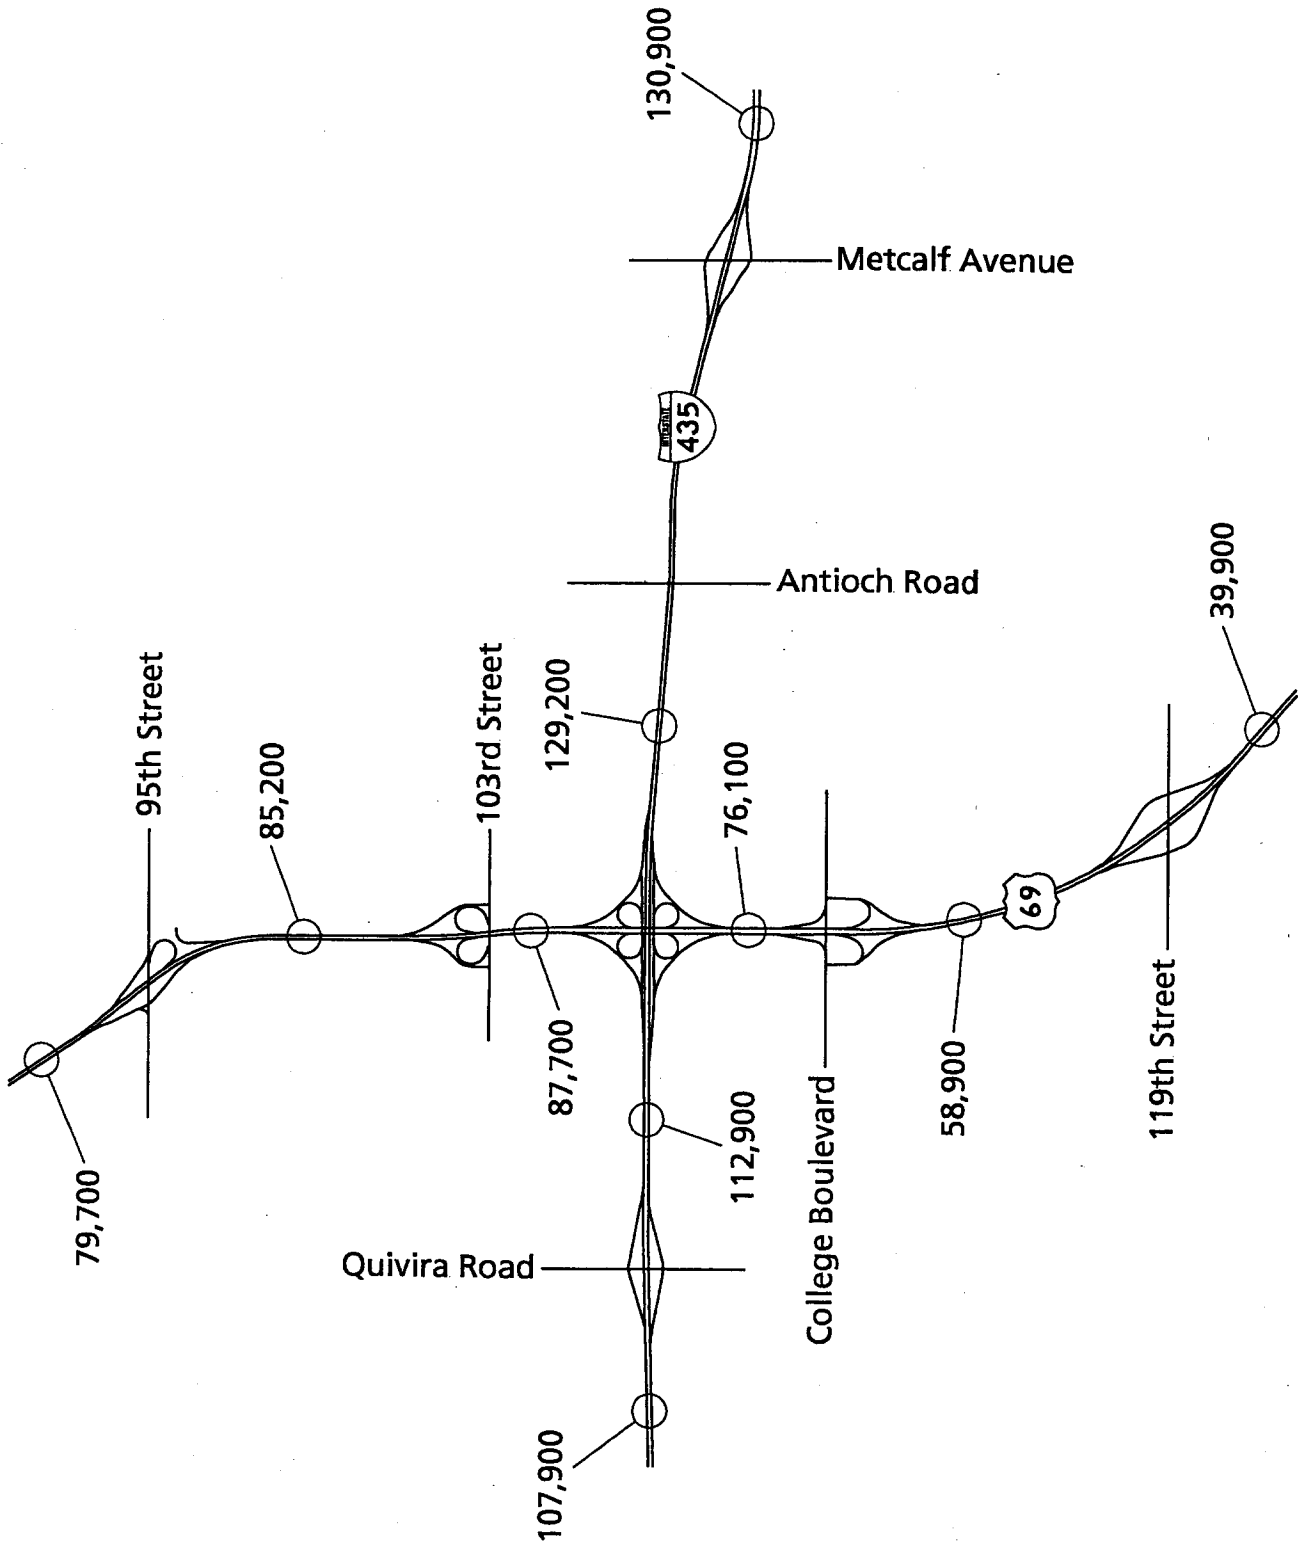 79,700
95th Street
85,200
103rd Street
87,700
129,200
130,900
107,900
Quivira Road
112,900
INTERSTATE
435
Antioch Road
Metcalf Avenue
76,100
College Boulevard
58,900
69
119th Street
39,900